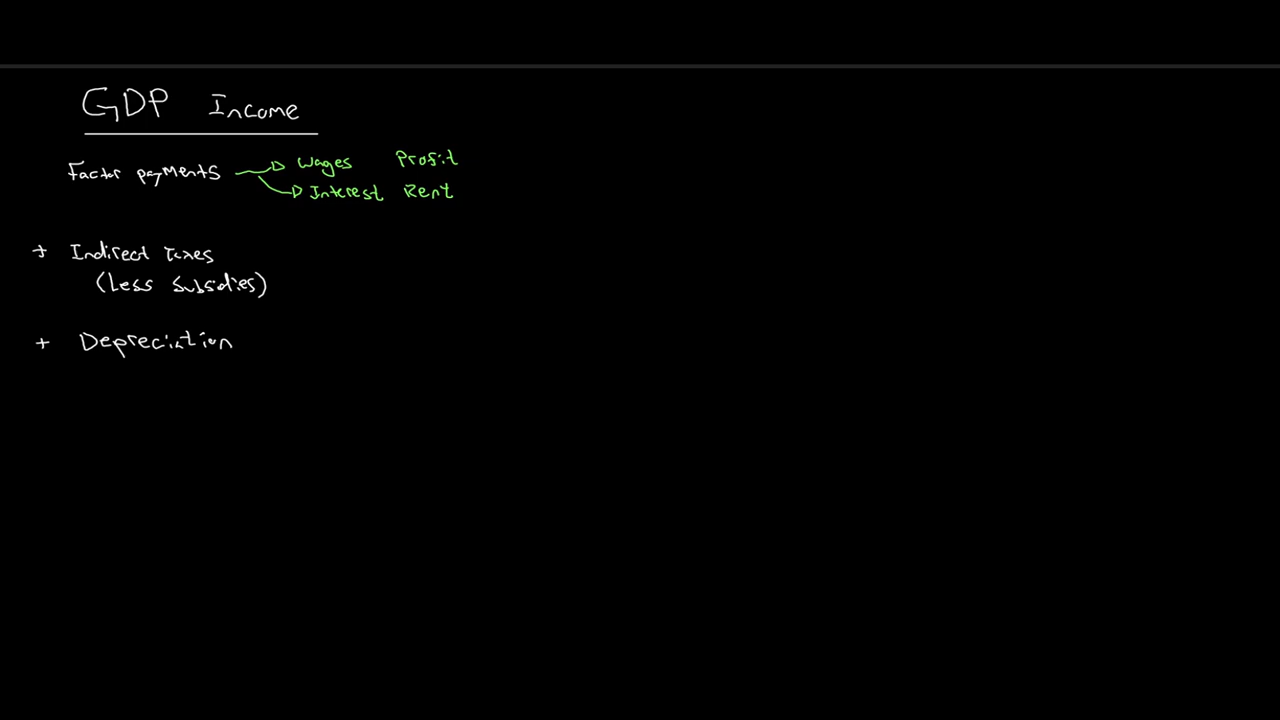 GDP Income
Factor payments → Wages Profit
→ Interest Rent
+ Indirect Taxes
(Less Subsidies)
+ Depreciation